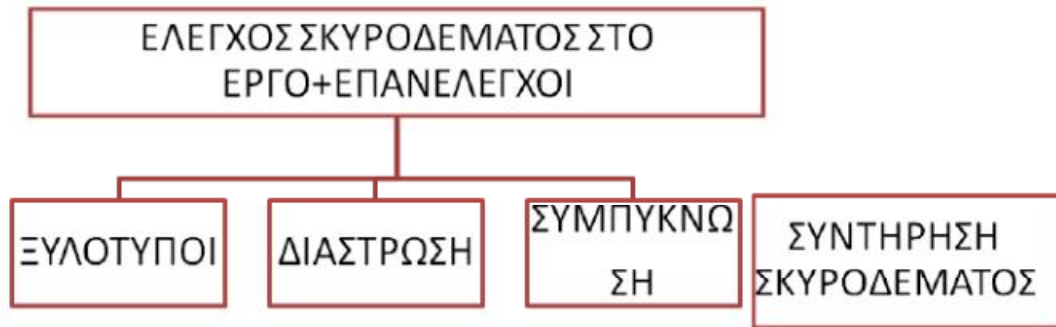 ΕΛΕΓΧΟΣ ΣΚΥΡΟΔΕΜΑΤΟΣ ΣΤΟ
ΕΡΓΟ+ΕΠΑΝΕΛΕΓΧΟΙ
ΞΥΛΟΤΥΠΟΙ
ΔΙΑΣΤΡΩΣΗ
ΣΥΜΠΥΚΝΩ
ΣΗ
ΣΥΝΤΗΡΗΣΗ
ΣΚΥΡΟΔΕΜΑΤΟΣ